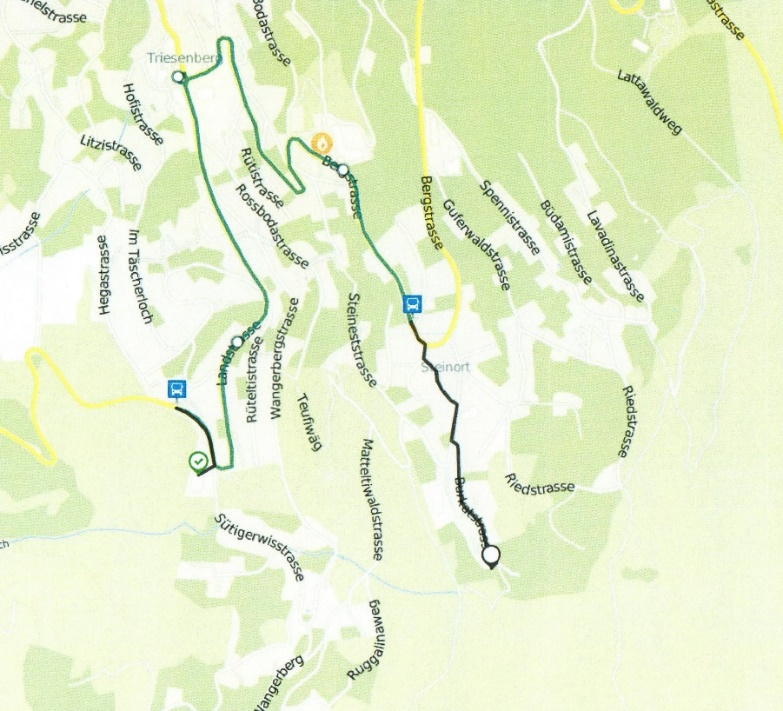 Bodastrasse
Lattawaldweg
Triesenberg
Hofistrasse
Litzistrasse
Rütistrasse
Rossbodastrasse
Bergstrasse
Guferwaldstrasse
Spennistrasse
Büdamistrasse
Lavadinastrasse
Hegastrasse
Im Täscherloch
Landstrasse
Rüteltistrasse
Wangerbergstrasse
Steineststrasse
Steinort
Teufiwäg
Matteltiwaldstrasse
Riedstrasse
Riedstrasse
Sütigerwisstrasse
Wangerberg